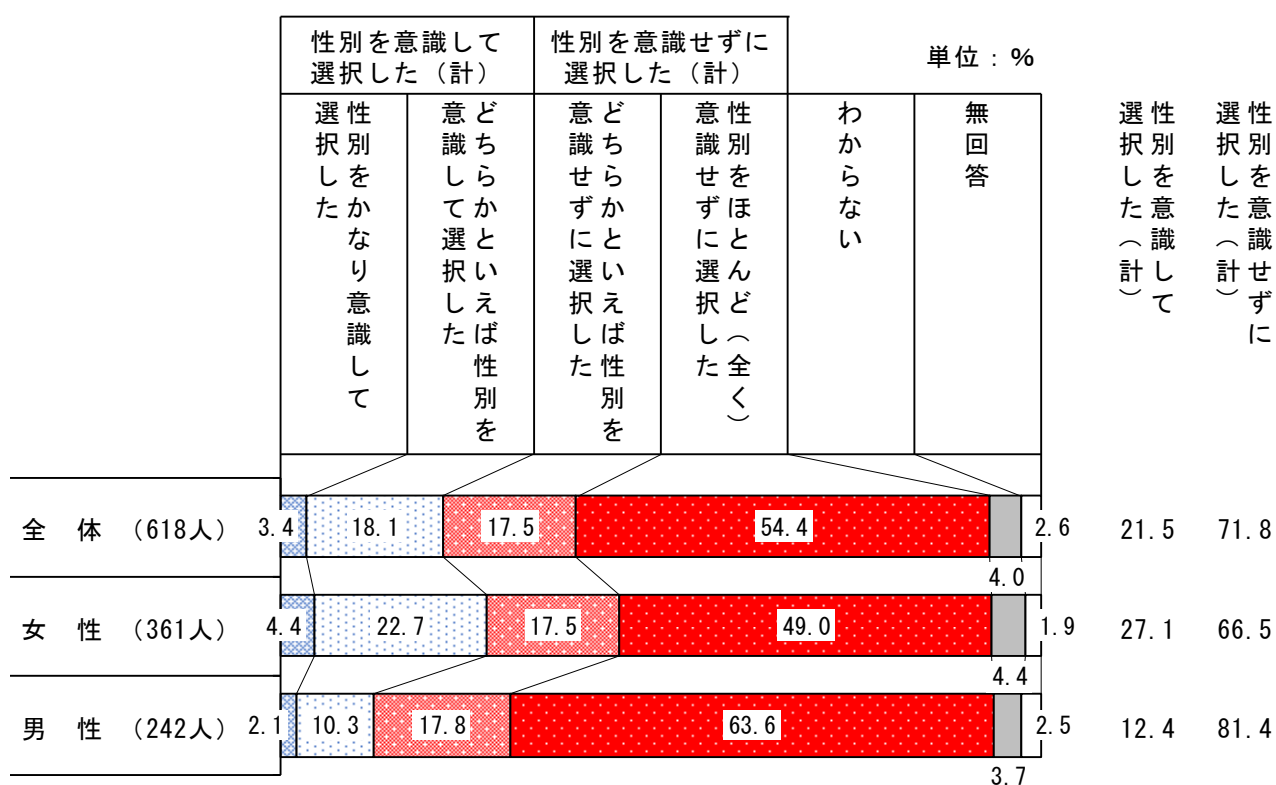 性別を意識して
選択した（計）
性別を意識せずに
選択した（計）
単位：%
性別をかなり意識して
選択した
どちらかといえば性別を
意識して選択した
どちらかといえば性別を
意識せずに選択した
性別をほとんど（全く）
意識せずに選択した
わからない
無回答
性別を意識して
選択した（計）
性別を意識せずに
選択した（計）
全 体 （618人） 3.4 18.1 17.5 54.4 4.0 2.6 21.5 71.8
女 性 （361人） 4.4 22.7 17.5 49.0 4.4 1.9 27.1 66.5
男 性 （242人） 2.1 10.3 17.8 63.6 3.7 2.5 12.4 81.4